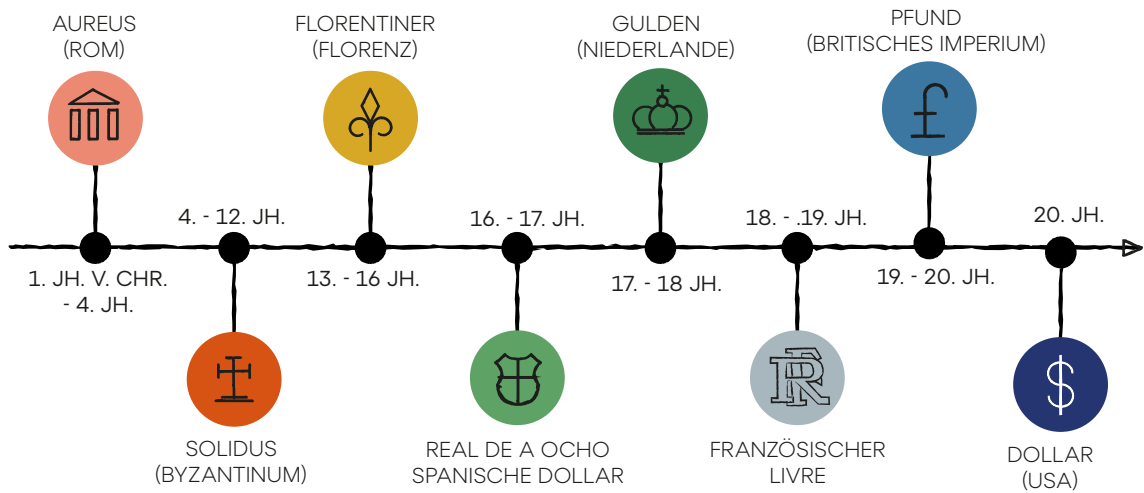 AUREUS
(ROM)
1. JH. V. CHR.
- 4. JH.
4. - 12. JH.
SOLIDUS
(BYZANTINUM)
FLORENTINER
(FLORENZ)
13. - 16 JH.
16. - 17. JH.
REAL DE A OCHO
SPANISCHE DOLLAR
GULDEN
(NIEDERLANDE)
17. - 18 JH.
18. - .19. JH.
FR
FRANZÖSISCHER
LIVRE
PFUND
(BRITISCHES IMPERIUM)
£
19. - 20. JH.
20. JH.
$
DOLLAR
(USA)